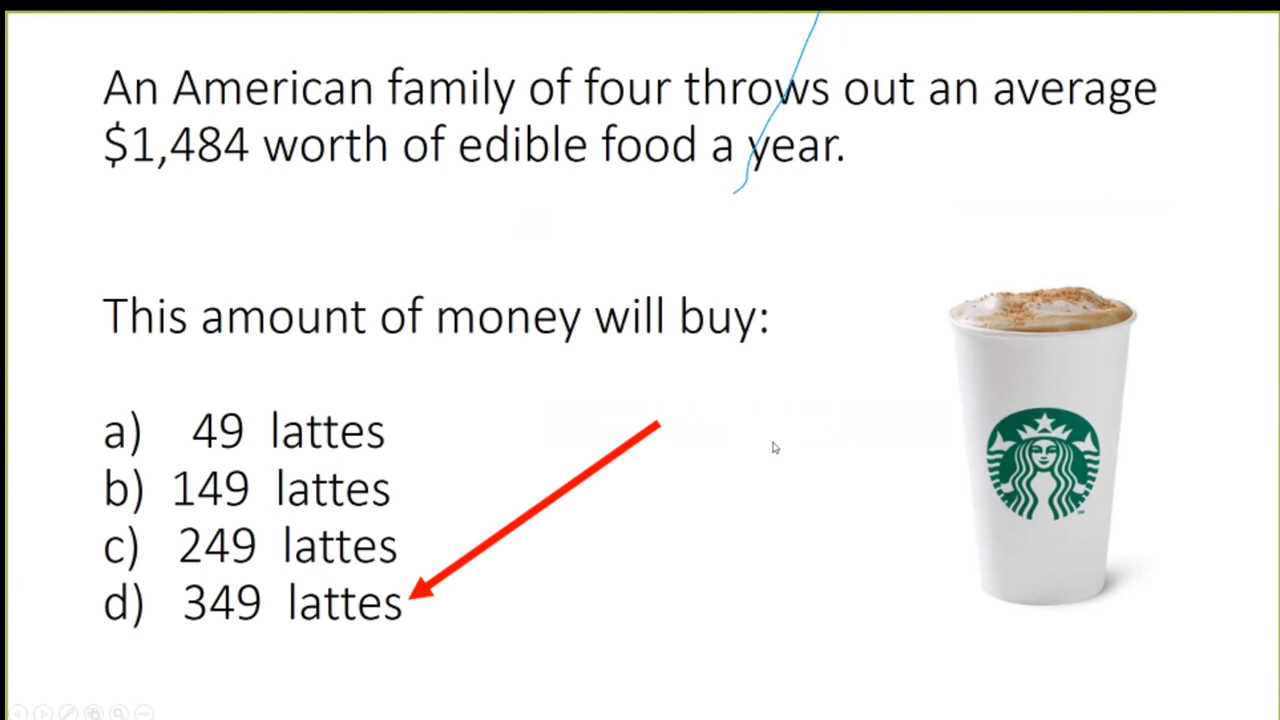 An American family of four throws out an average
$1,484 worth of edible food a year.
This amount of money will buy:
a) 49 lattes
b) 149 lattes
c) 249 lattes
d) 349 lattes